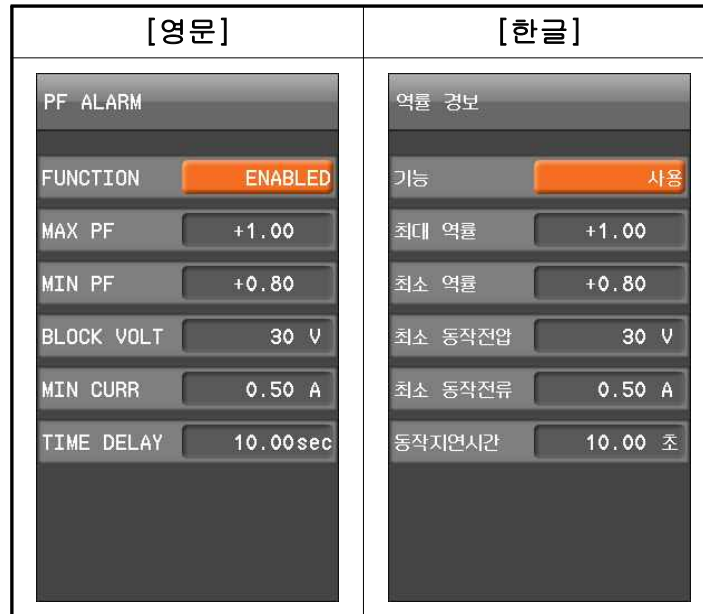 [영문]
PF ALARM
FUNCTION ENABLED
MAX PF +1.00
MIN PF +0.80
BLOCK VOLT 30 V
MIN CURR 0.50 A
TIME DELAY 10.00sec
[한글]
역률 경보
기능 사용
최대 역률 +1.00
최소 역률 +0.80
최소 동작전압 30 V
최소 동작전류 0.50 A
동작지연시간 10.00 초